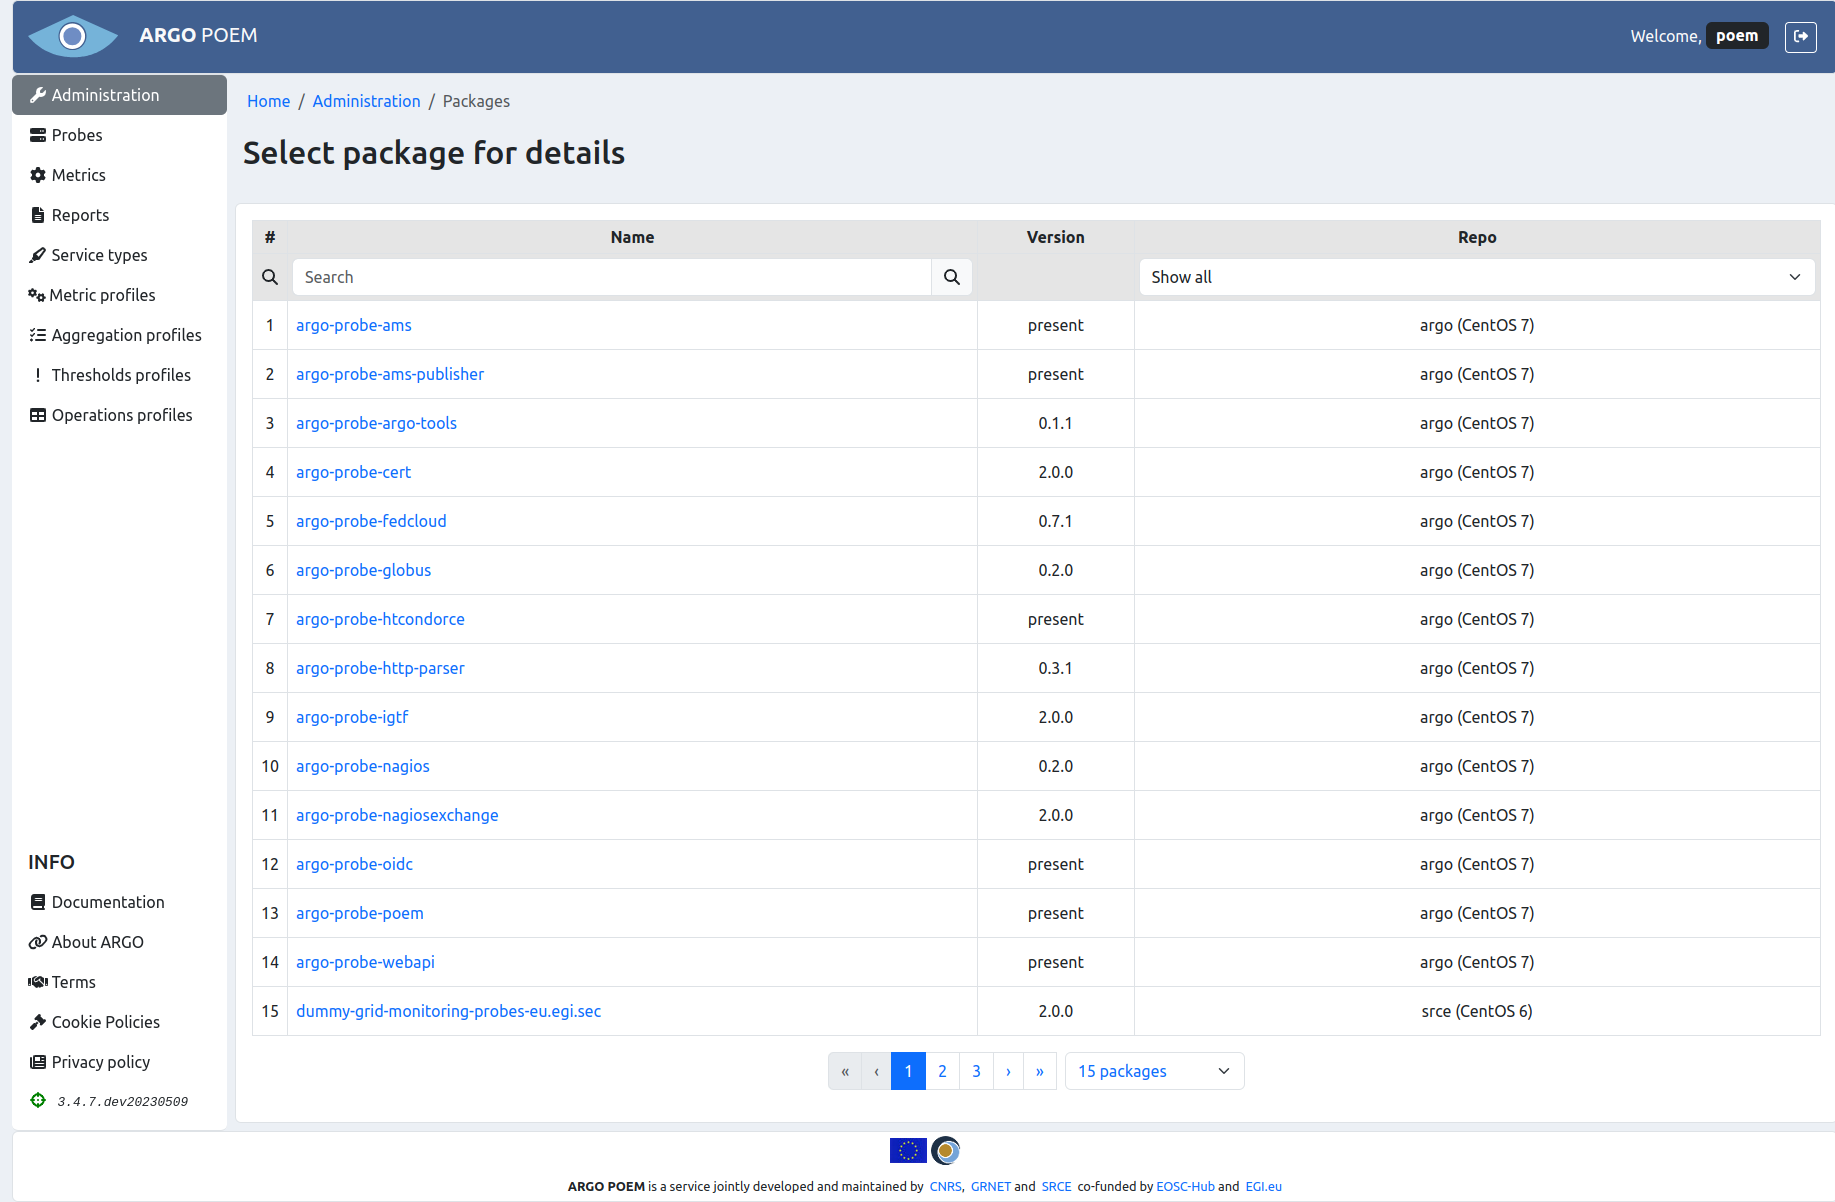 ARGO POEM
Welcome, poem
Administration
Probes
Metrics
Reports
Service types
Metric profiles
Aggregation profiles
Thresholds profiles
Operations profiles
INFO
Documentation
About ARGO
Terms
Cookie Policies
Privacy policy
3.4.7.dev20230509
Home / Administration / Packages
Select package for details
# Name Version Repo
Search Show all
1 argo-probe-ams present argo (CentOS 7)
2 argo-probe-ams-publisher present argo (CentOS 7)
3 argo-probe-argo-tools 0.1.1 argo (CentOS 7)
4 argo-probe-cert 2.0.0 argo (CentOS 7)
5 argo-probe-fedcloud 0.7.1 argo (CentOS 7)
6 argo-probe-globus 0.2.0 argo (CentOS 7)
7 argo-probe-htcondorce present argo (CentOS 7)
8 argo-probe-http-parser 0.3.1 argo (CentOS 7)
9 argo-probe-igtf 2.0.0 argo (CentOS 7)
10 argo-probe-nagios 0.2.0 argo (CentOS 7)
11 argo-probe-nagiosexchange 2.0.0 argo (CentOS 7)
12 argo-probe-oidc present argo (CentOS 7)
13 argo-probe-poem present argo (CentOS 7)
14 argo-probe-webapi present argo (CentOS 7)
15 dummy-grid-monitoring-probes-eu.egi.sec 2.0.0 srce (CentOS 6)
« ‹ 1 2 3 › » 15 packages
ARGO POEM is a service jointly developed and maintained by CNRS, GRNET and SRCE co-funded by EOSC-Hub and EGI.eu